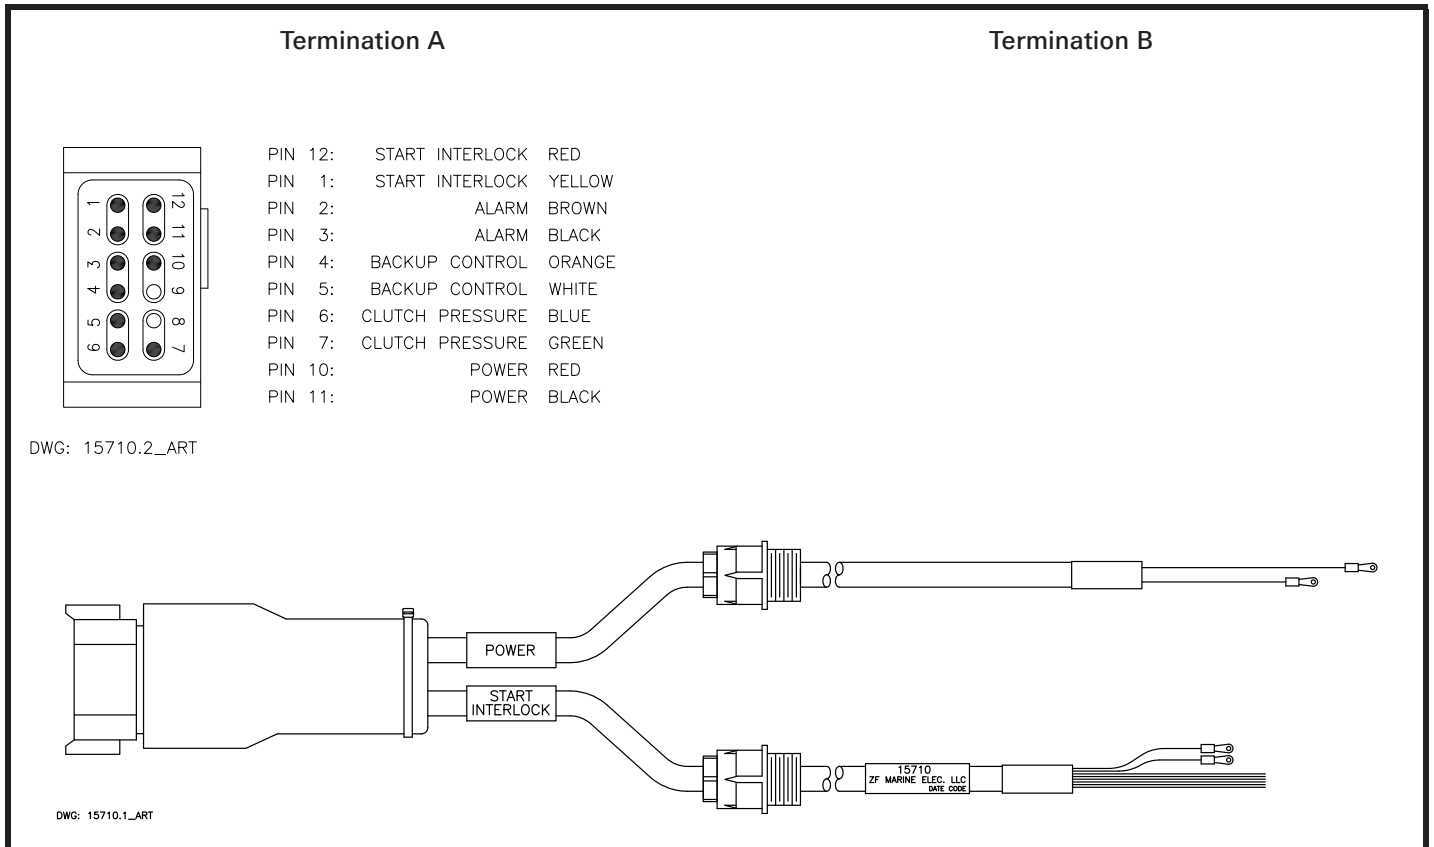 Termination A
Termination B
PIN 12: START INTERLOCK RED
PIN 1: START INTERLOCK YELLOW
PIN 2: ALARM BROWN
PIN 3: ALARM BLACK
PIN 4: BACKUP CONTROL ORANGE
PIN 5: BACKUP CONTROL WHITE
PIN 6: CLUTCH PRESSURE BLUE
PIN 7: CLUTCH PRESSURE GREEN
PIN 10: POWER RED
PIN 11: POWER BLACK
1 12
2 11
3 10
4 9
5 8
6 7
DWG: 15710.2_ART
POWER
START
INTERLOCK
15710
ZF MARINE ELEC. LLC
DATE CODE
DWG: 15710.1_ART